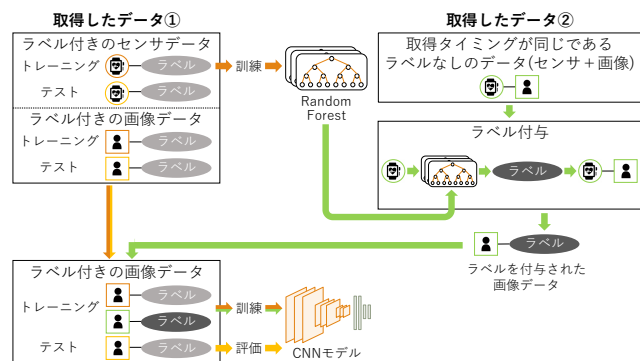 取得したデータ①
ラベル付きのセンサデータ
トレーニング
ラベル
訓練
テスト
ラベル
Random
Forest
ラベル付きの画像データ
トレーニング
ラベル
テスト
ラベル
取得したデータ②
取得タイミングが同じである
ラベルなしのデータ(センサ＋画像)
ラベル付与
ラベル
ラベル
ラベルを付与された
画像データ
ラベル付きの画像データ
トレーニング
ラベル
訓練
ラベル
テスト
ラベル
評価
CNNモデル